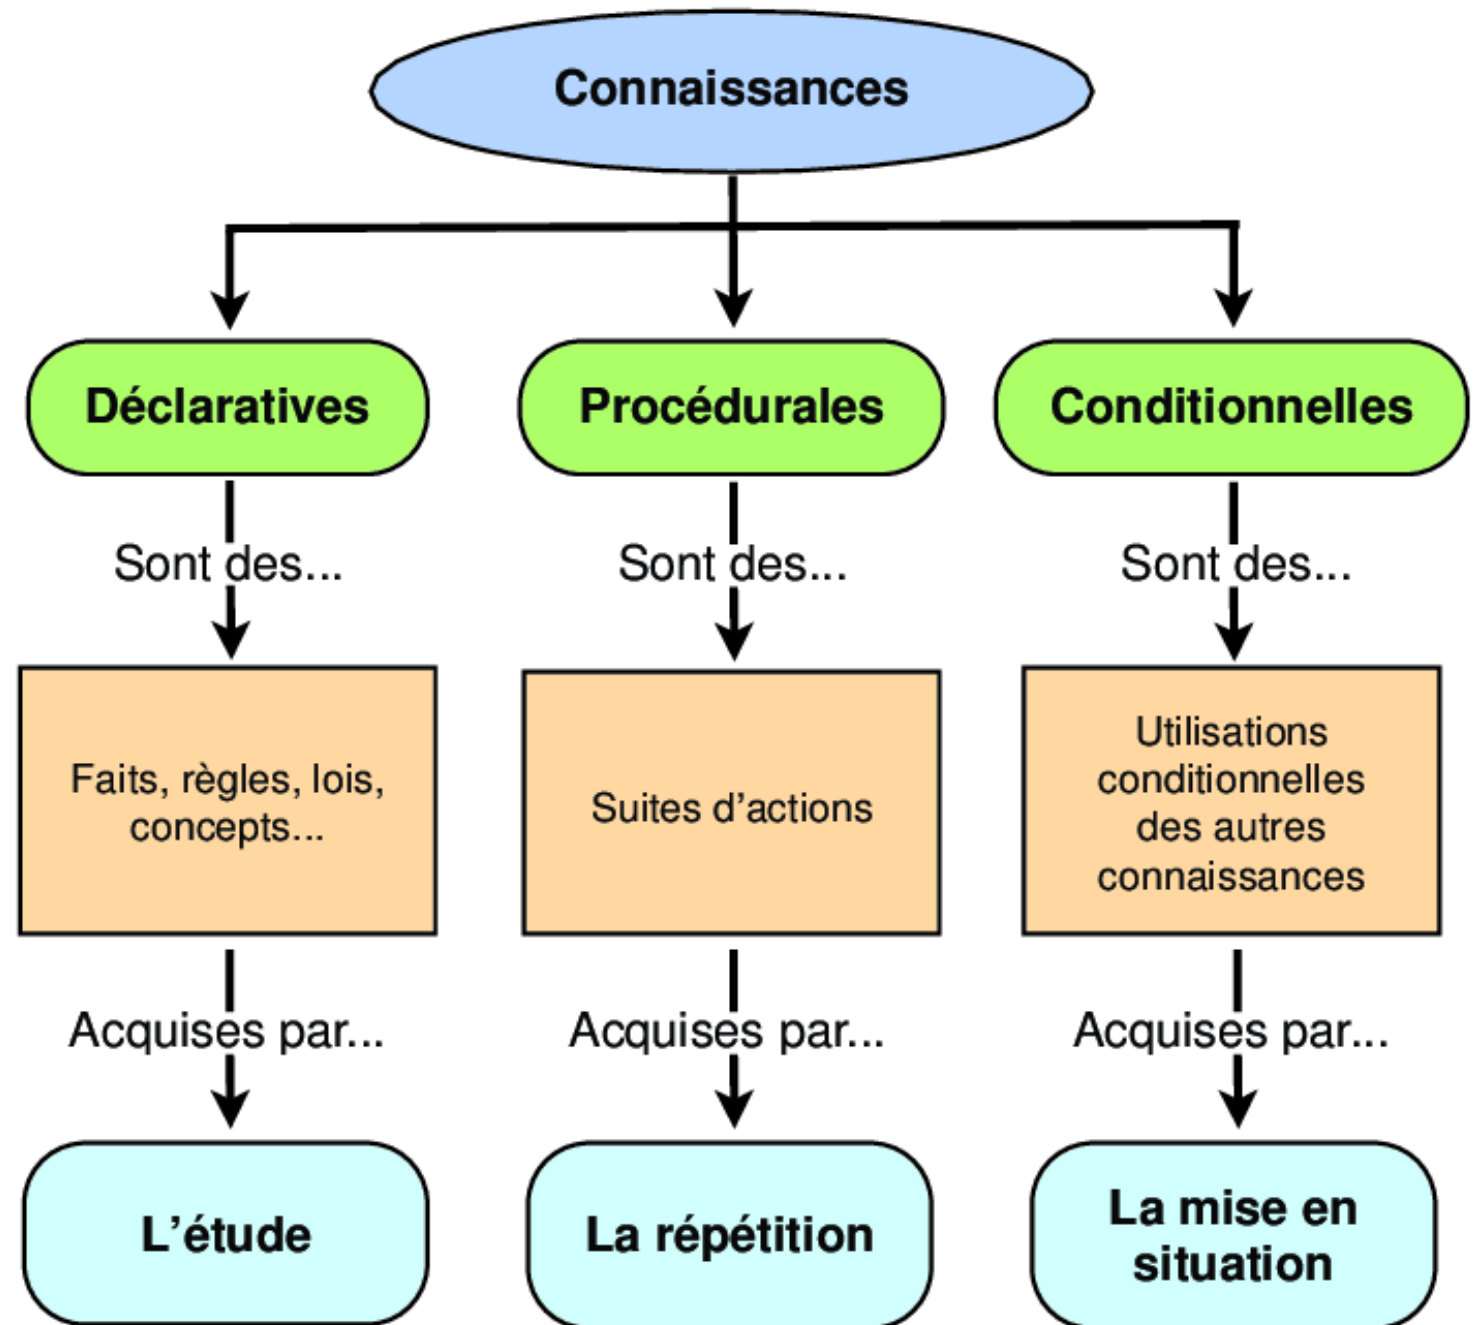 Connaissances
Déclaratives
Procédurales
Conditionnelles
Sont des...
Sont des...
Sont des...
Faits, règles, lois,
concepts...
Suites d’actions
Utilisations
conditionnelles
des autres
connaissances
Acquises par...
Acquises par...
Acquises par...
L’étude
La répétition
La mise en
situation